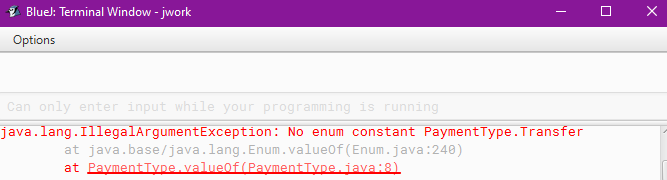 BlueJ: Terminal Window - jwork
Options
Can only enter input while your programming is running
java.lang.IllegalArgumentException: No enum constant PaymentType.Transfer
at java.base/java.lang.Enum.valueOf(Enum.java:240)
at PaymentType.valueOf(PaymentType.java:8)